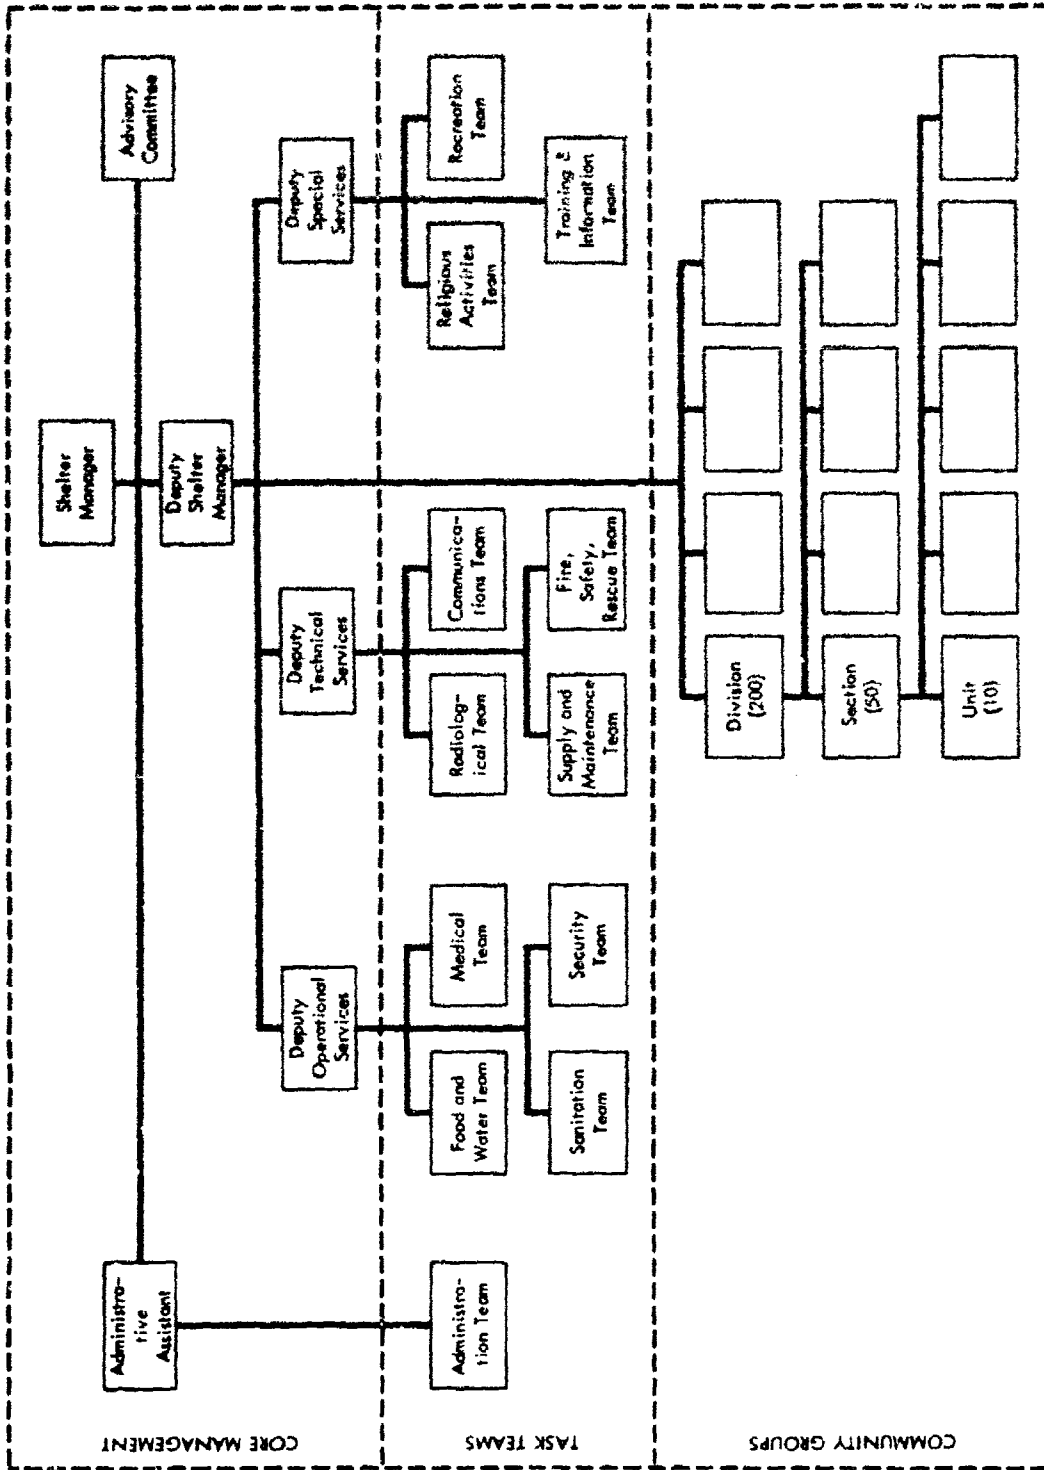 CORE MANAGEMENT
Shelter
Manager
Administra-
tive
Assistant
Advisory
Committee
Deputy
Shelter
Manager
Deputy
Operational
Services
Deputy
Technical
Services
Deputy
Special
Services
TASK TEAMS
Administra-
tion Team
Food and
Water Team
Medical
Team
Sanitation
Team
Security
Team
Radiolog-
ical Team
Communica-
tions Team
Supply and
Maintenance
Team
Fire,
Safety,
Rescue Team
Religious
Activities
Team
Recreation
Team
Training &
Information
Team
COMMUNITY GROUPS
Division
(200)
Section
(50)
Unit
(10)